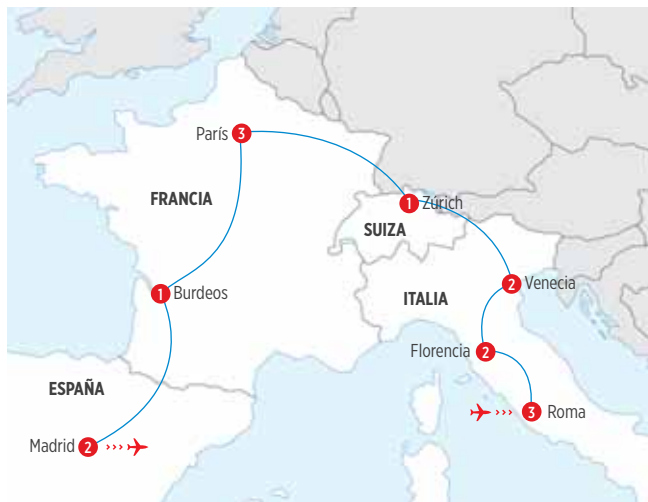 París 3
FRANCIA
1 Zúrich
SUIZA
2 Venecia
1 Burdeos
ITALIA
Florencia 2
ESPAÑA
3 Roma
Madrid 2